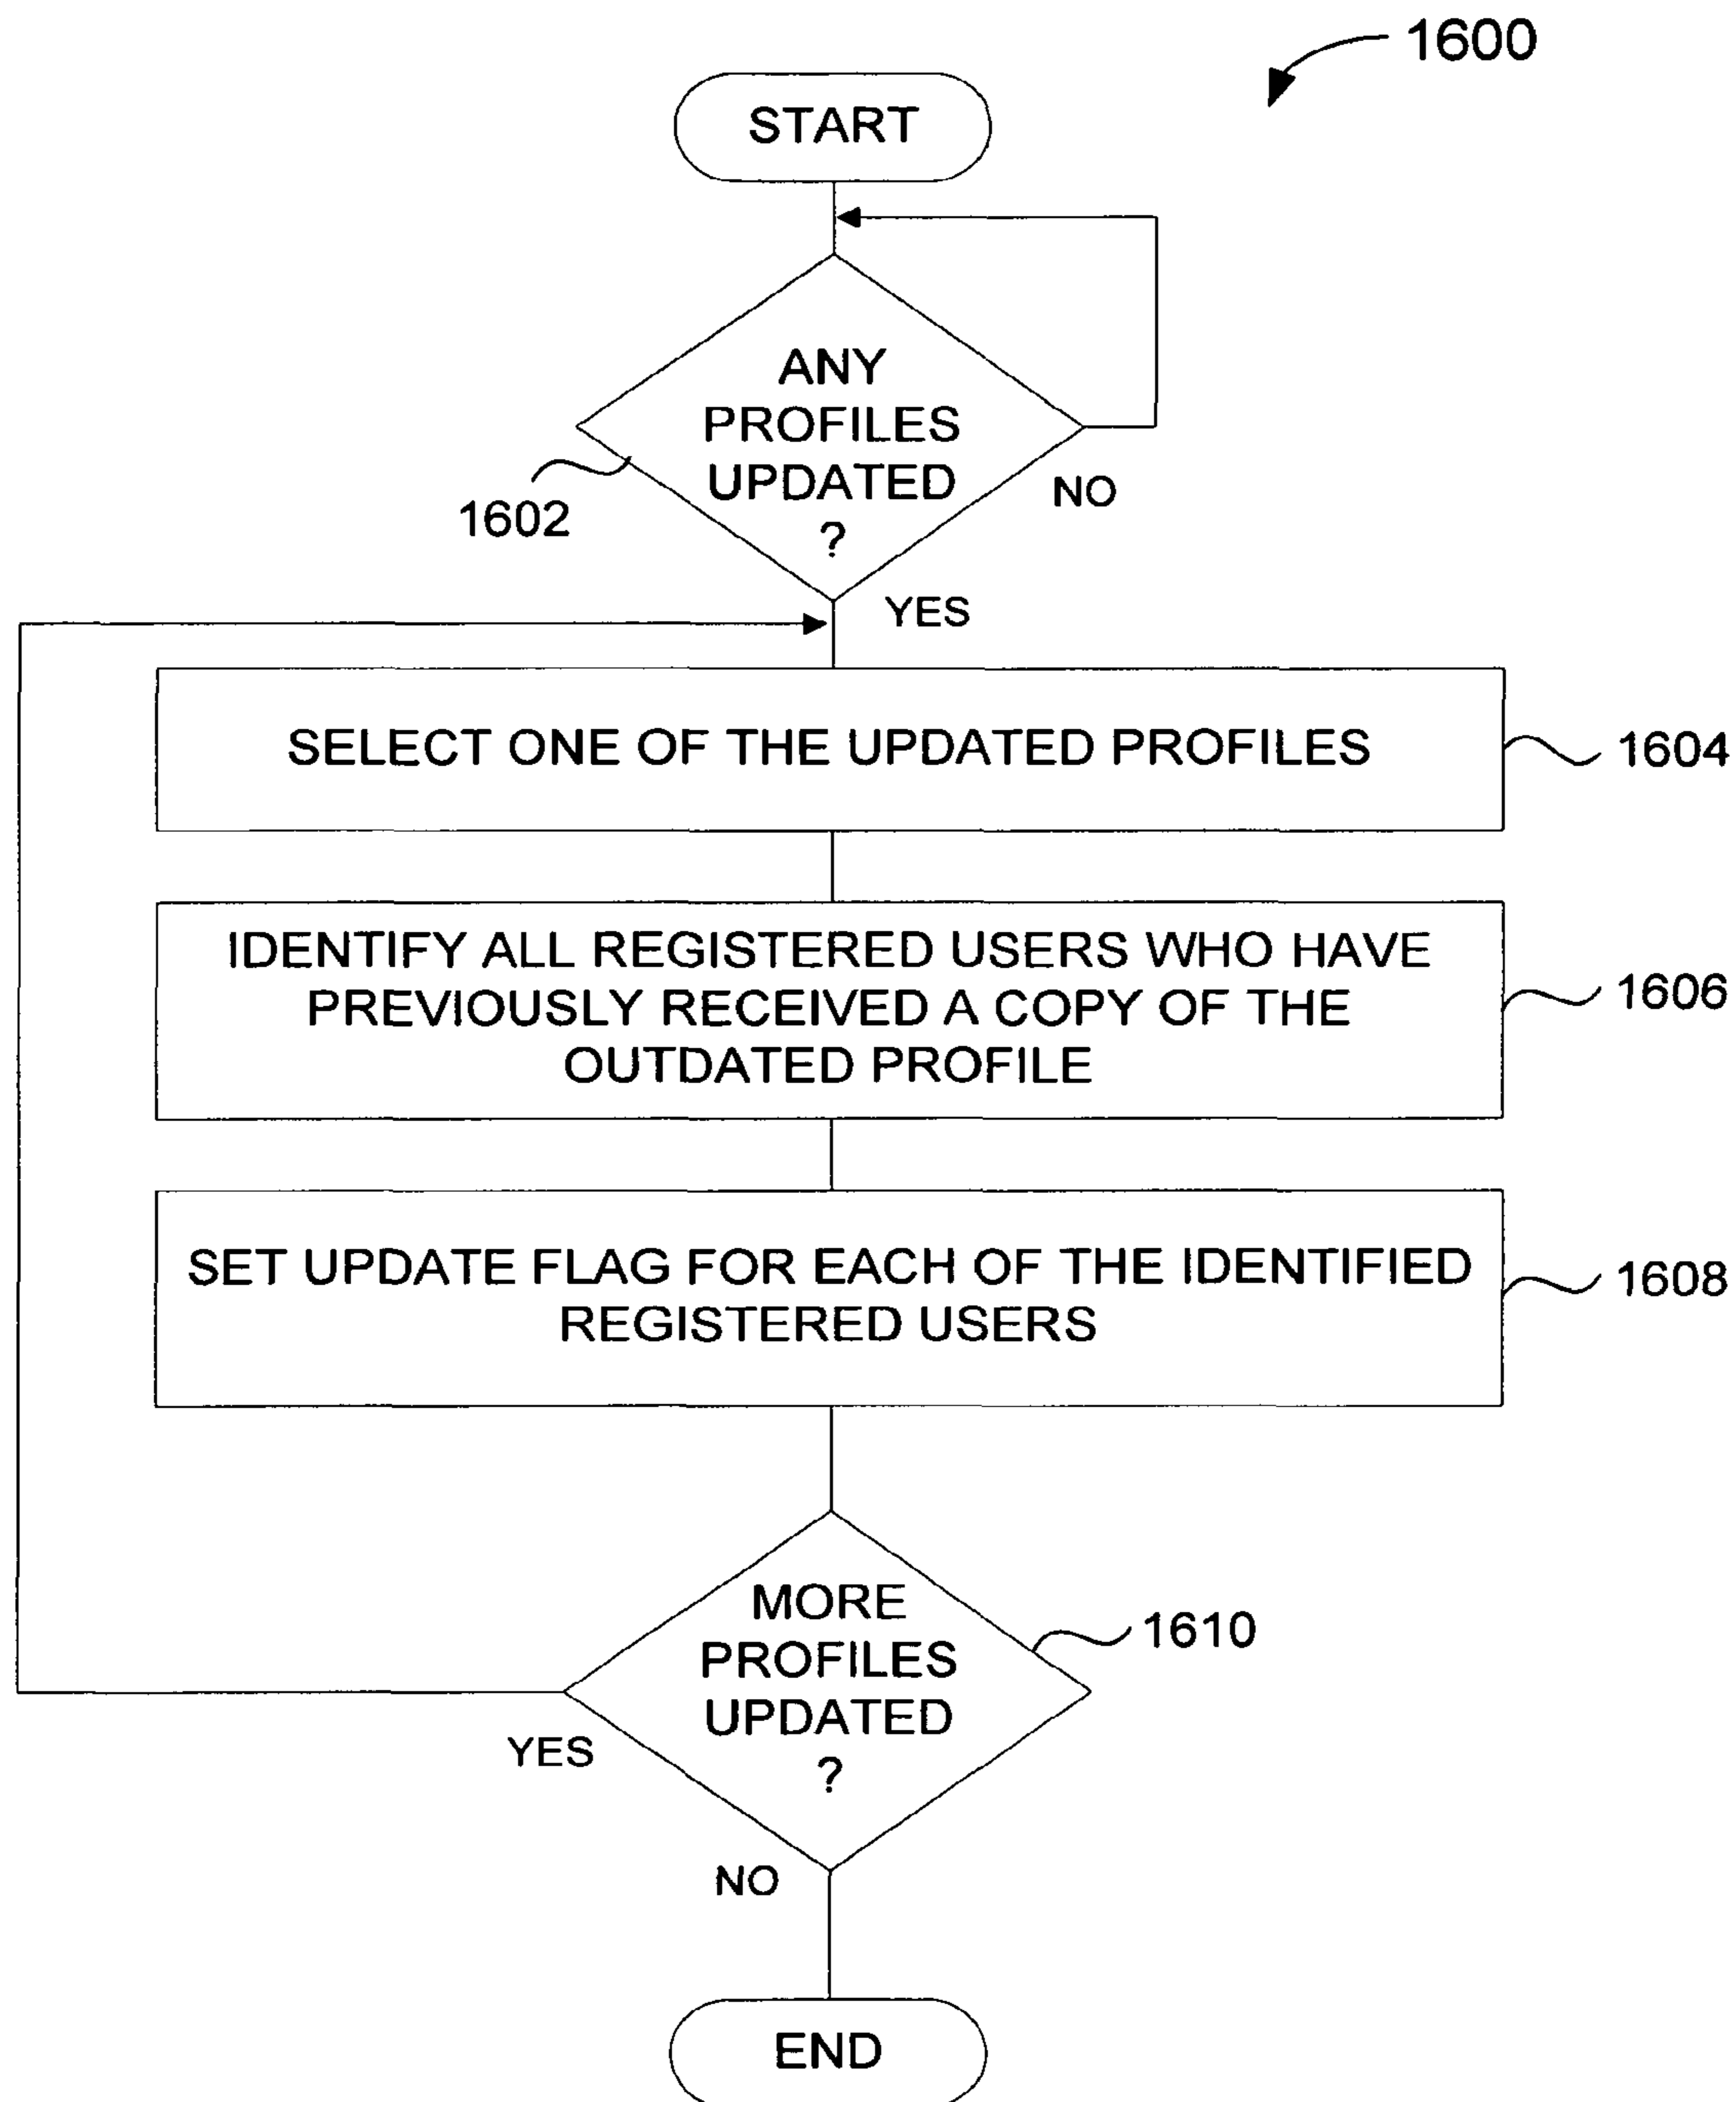 1600
START
ANY
PROFILES
UPDATED
?
NO
1602
YES
SELECT ONE OF THE UPDATED PROFILES
1604
IDENTIFY ALL REGISTERED USERS WHO HAVE
PREVIOUSLY RECEIVED A COPY OF THE
OUTDATED PROFILE
1606
SET UPDATE FLAG FOR EACH OF THE IDENTIFIED
REGISTERED USERS
1608
MORE
PROFILES
UPDATED
?
1610
YES
NO
END